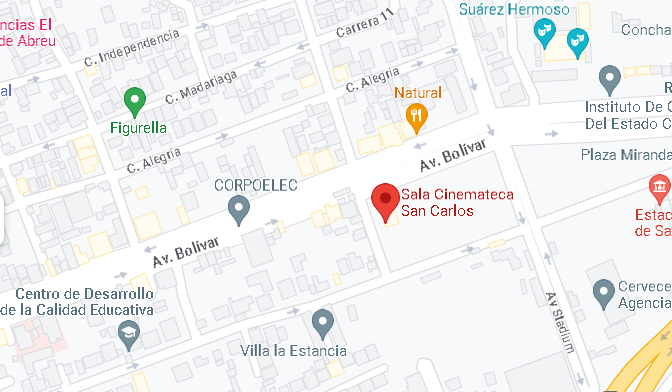 Suárez Hermoso
ncias El
de Abreu
Carrera 11
Concha
C. Independencia
C. Madariaga
C. Alegría
al
Natural
R
Instituto De C
Del Estado C
Figurella
Av. Bolívar
Plaza Miranda
C. Alegría
CORPOELEC
Sala Cinemateca
San Carlos
Estac
de Sa
Av. Bolívar
Centro de Desarrollo
de la Calidad Educativa
Cervece
Agencia
Av Stadium
Villa la Estancia